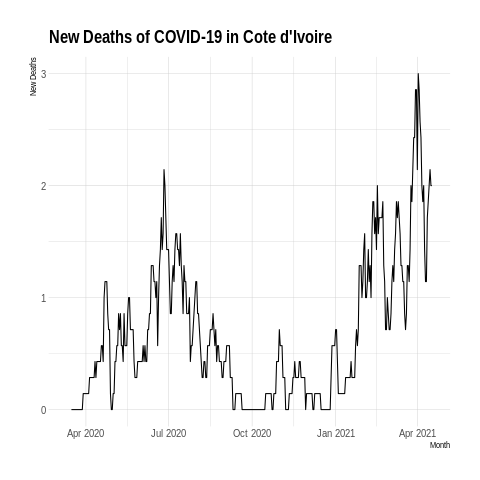 New Deaths of COVID-19 in Cote d'Ivoire
New Deaths
3
2
1
0
Apr 2020 Jul 2020 Oct 2020 Jan 2021 Apr 2021
Month